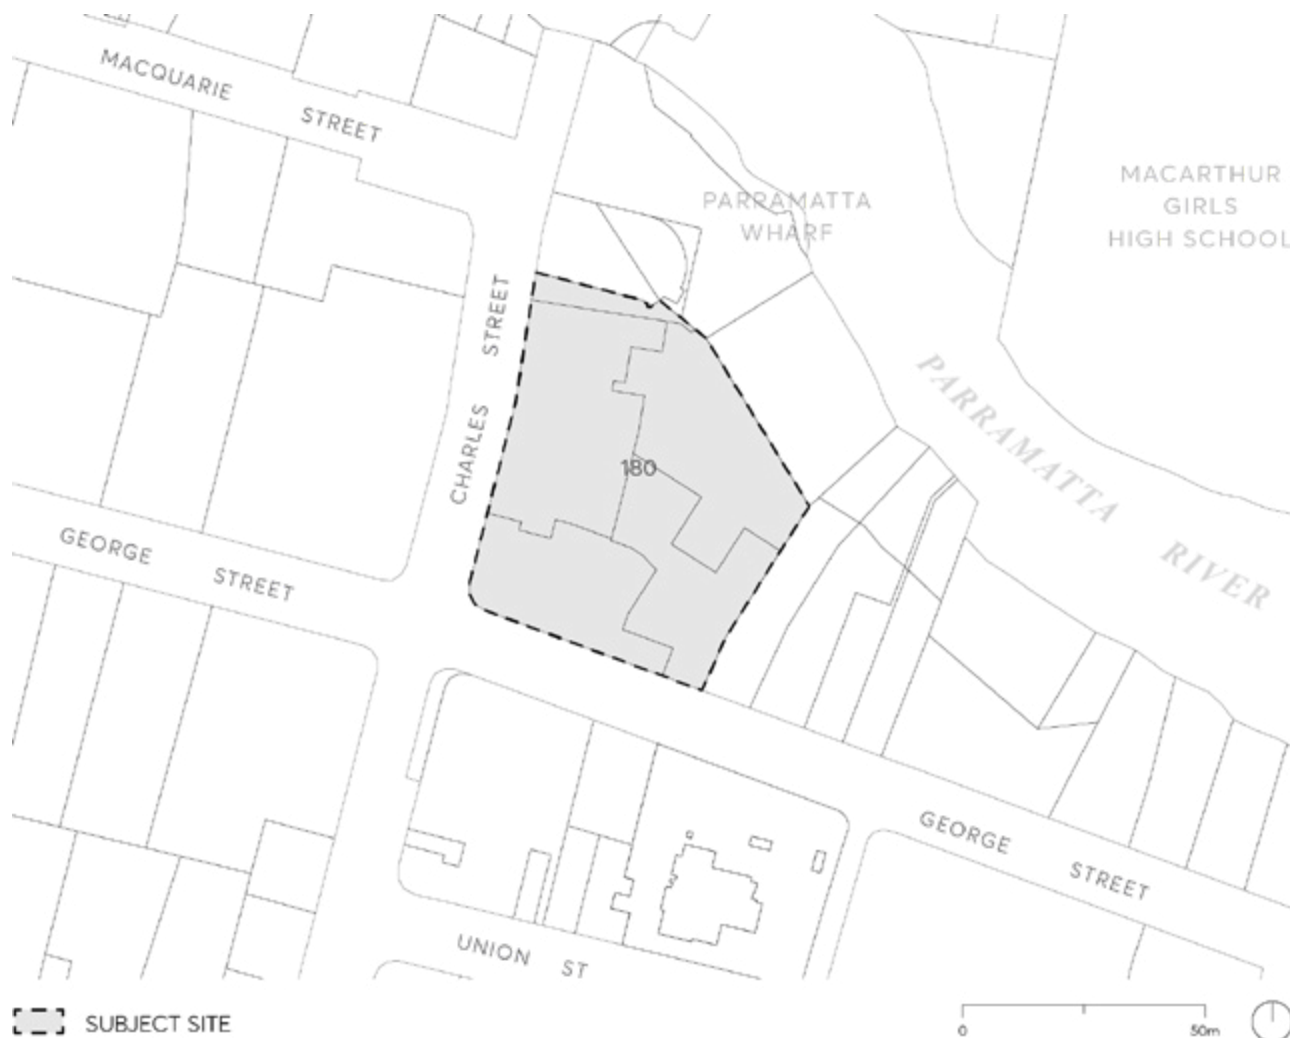 MACQUARIE STREET
MACARTHUR
GIRLS
HIGH SCHOOL
PARRAMATTA
WHARF
CHARLES STREET
PARRAMATTA RIVER
180
GEORGE STREET
GEORGE STREET
UNION ST
SUBJECT SITE
0 50m